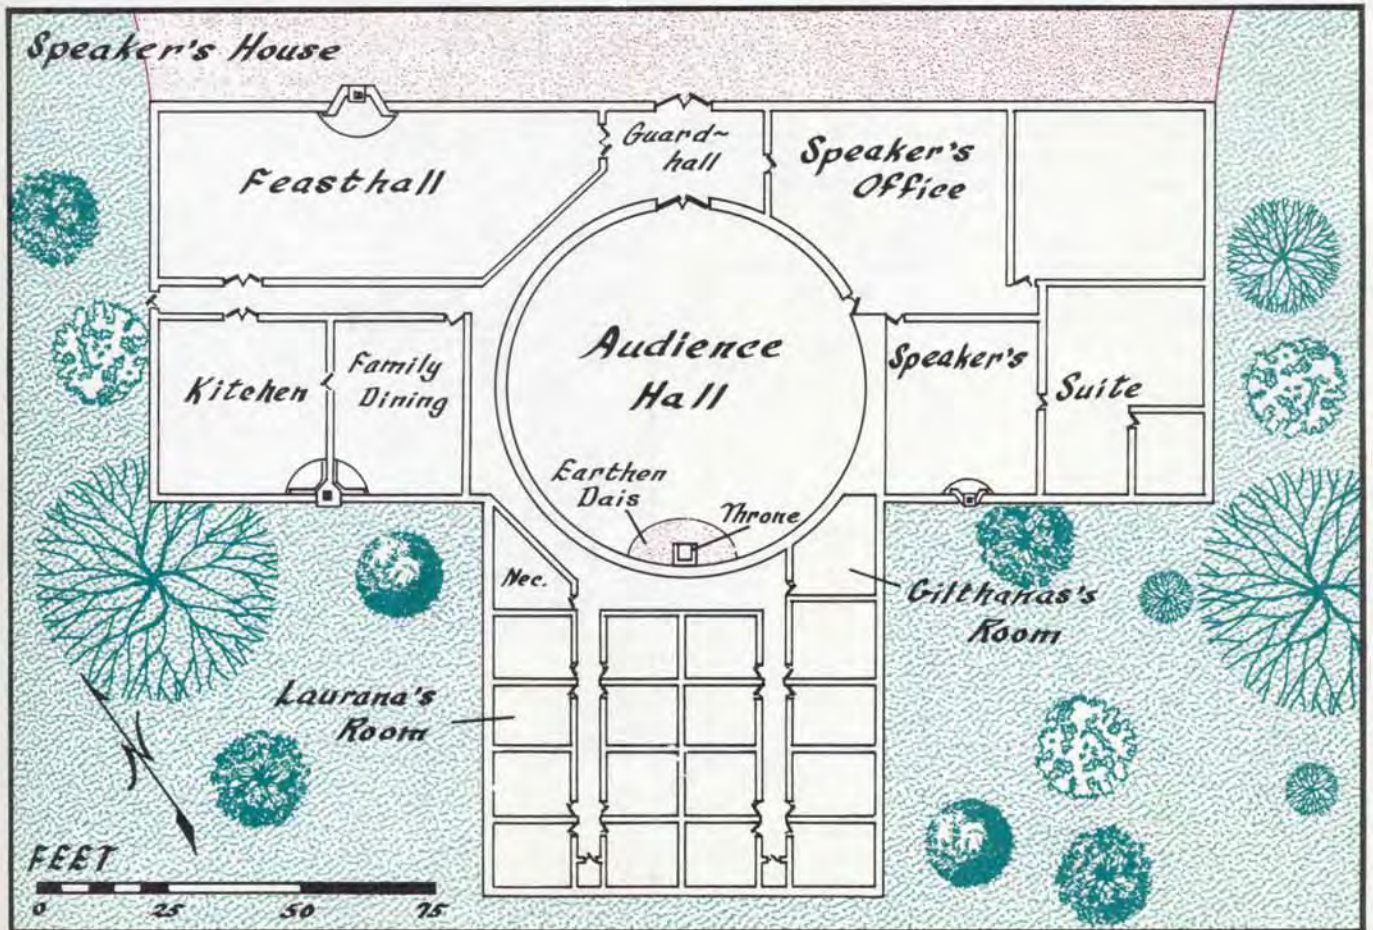 Speaker's House
Guard~
hall
Feasthall
Speaker's
Office
Audience
Hall
Kitchen
Family
Dining
Speaker's
Suite
Earthen
Dais
Throne
Nec.
Gilthanas's
Room
Laurana's
Room
N
FEET
0 25 50 75